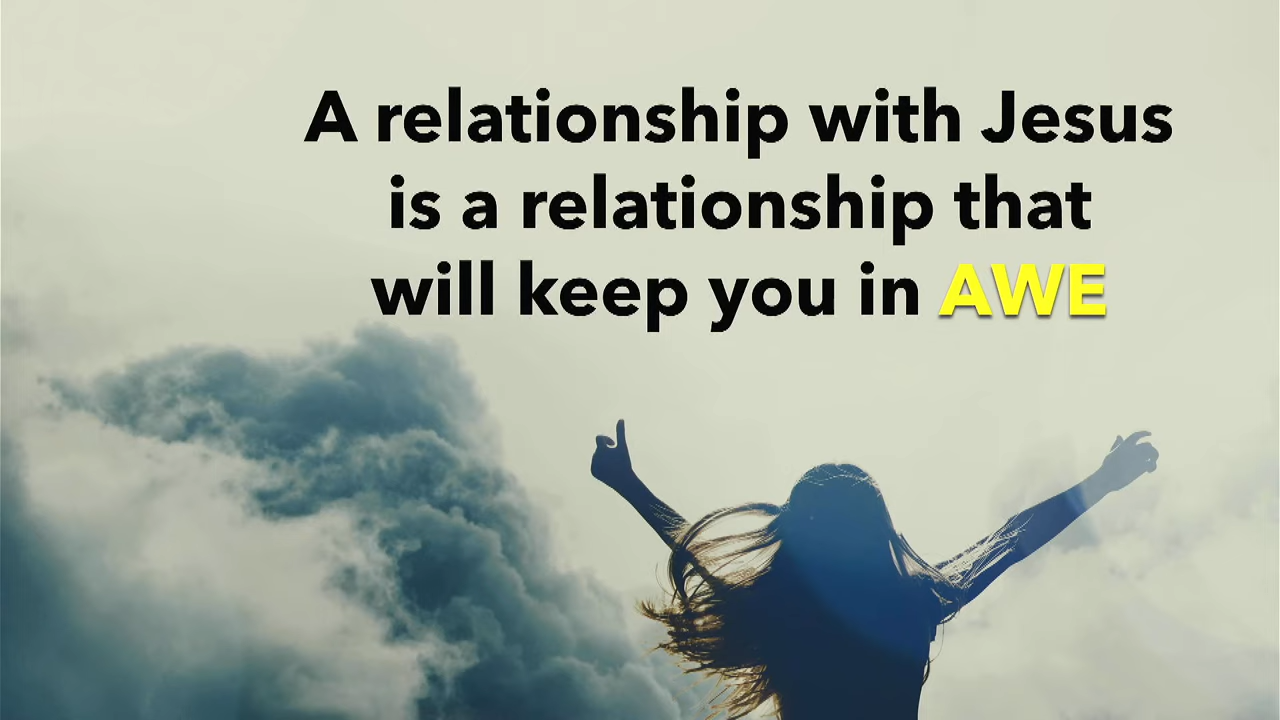 A relationship with Jesus
is a relationship that
will keep you in AWE